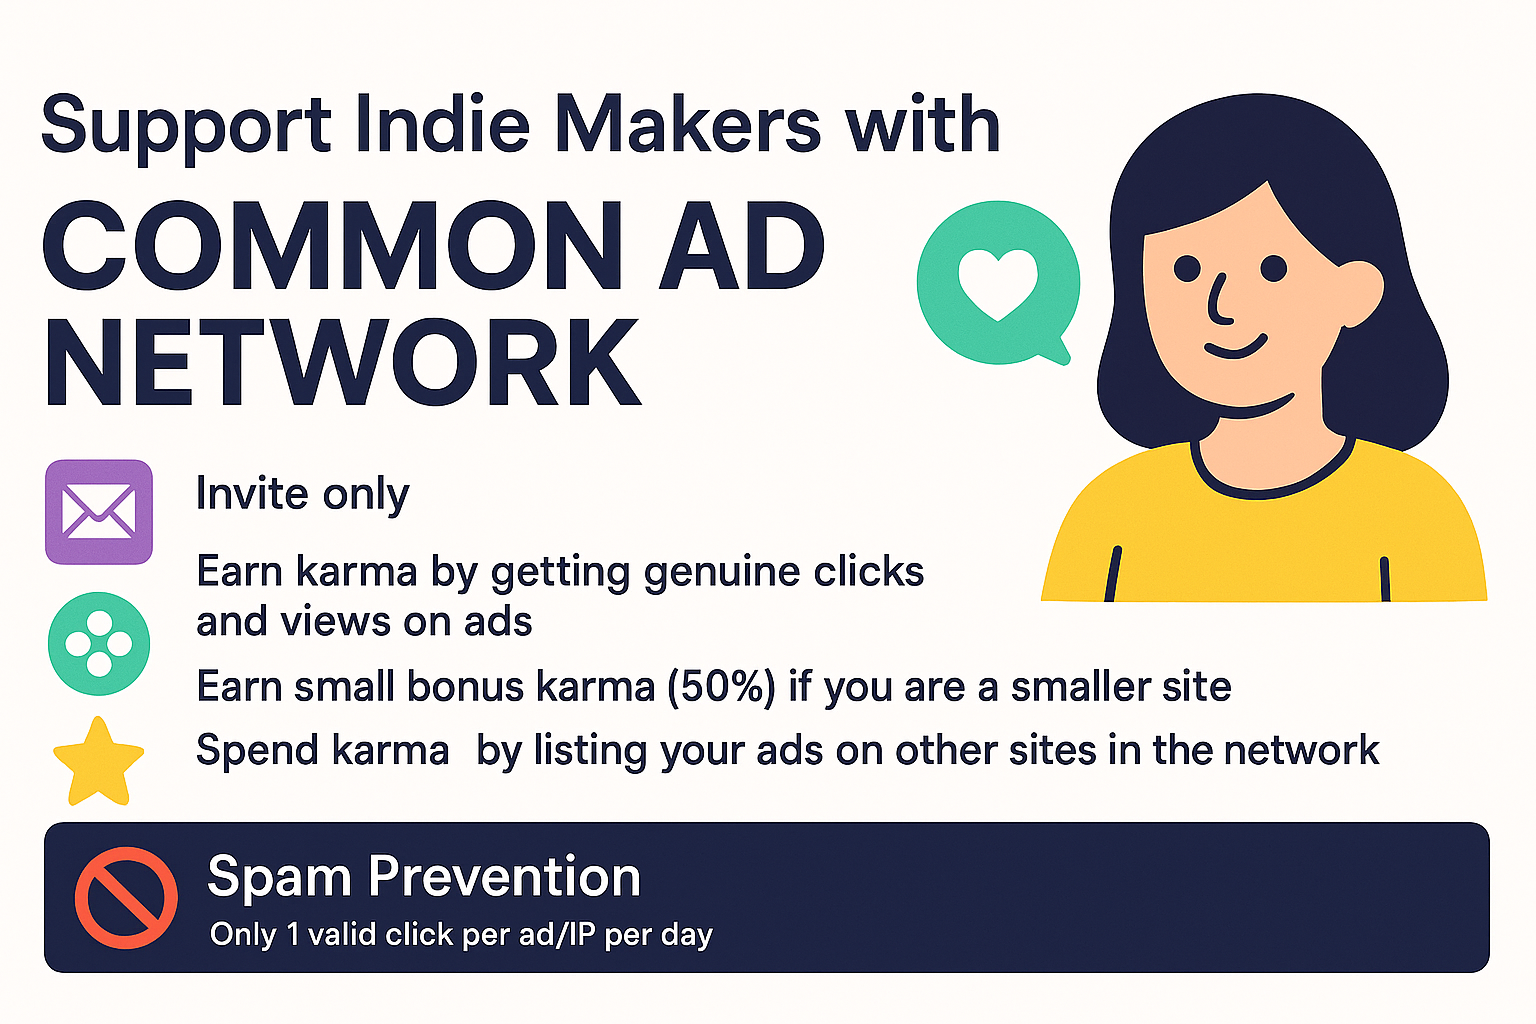 Support Indie Makers with
COMMON AD
NETWORK
Invite only
Earn karma by getting genuine clicks
and views on ads
Earn small bonus karma (50%) if you are a smaller site
Spend karma by listing your ads on other sites in the network
Spam Prevention
Only 1 valid click per ad/IP per day